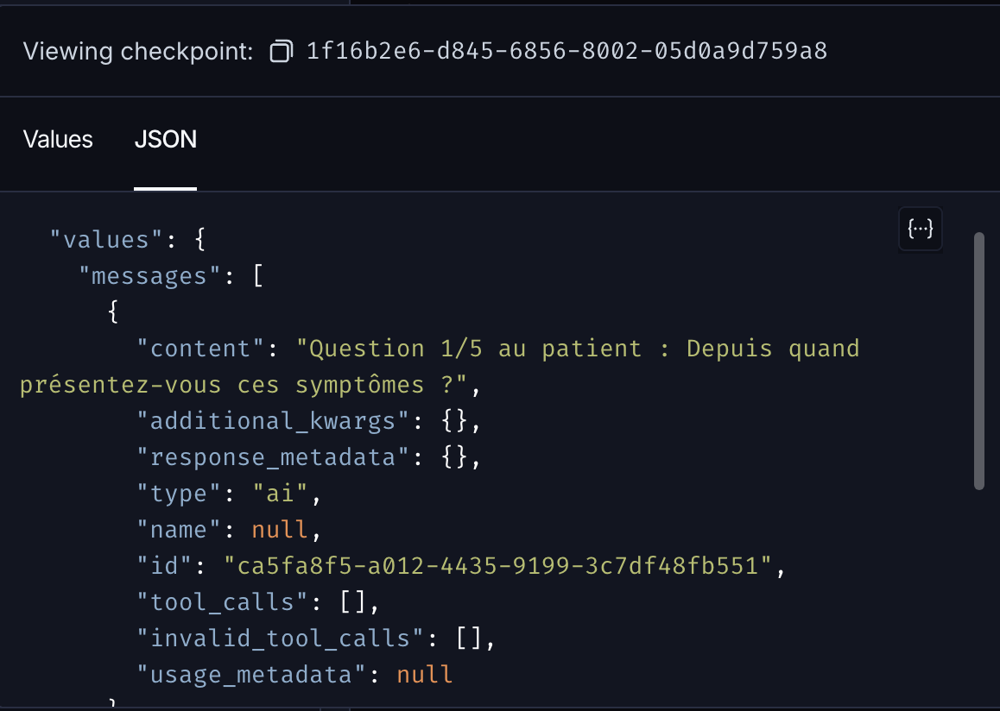 Viewing checkpoint: 1f16b2e6-d845-6856-8002-05d0a9d759a8
Values JSON
{···}
"values": {
"messages": [
{
"content": "Question 1/5 au patient : Depuis quand
présentez-vous ces symptômes ?",
"additional_kwargs": {},
"response_metadata": {},
"type": "ai",
"name": null,
"id": "ca5fa8f5-a012-4435-9199-3c7df48fb551",
"tool_calls": [],
"invalid_tool_calls": [],
"usage_metadata": null
}